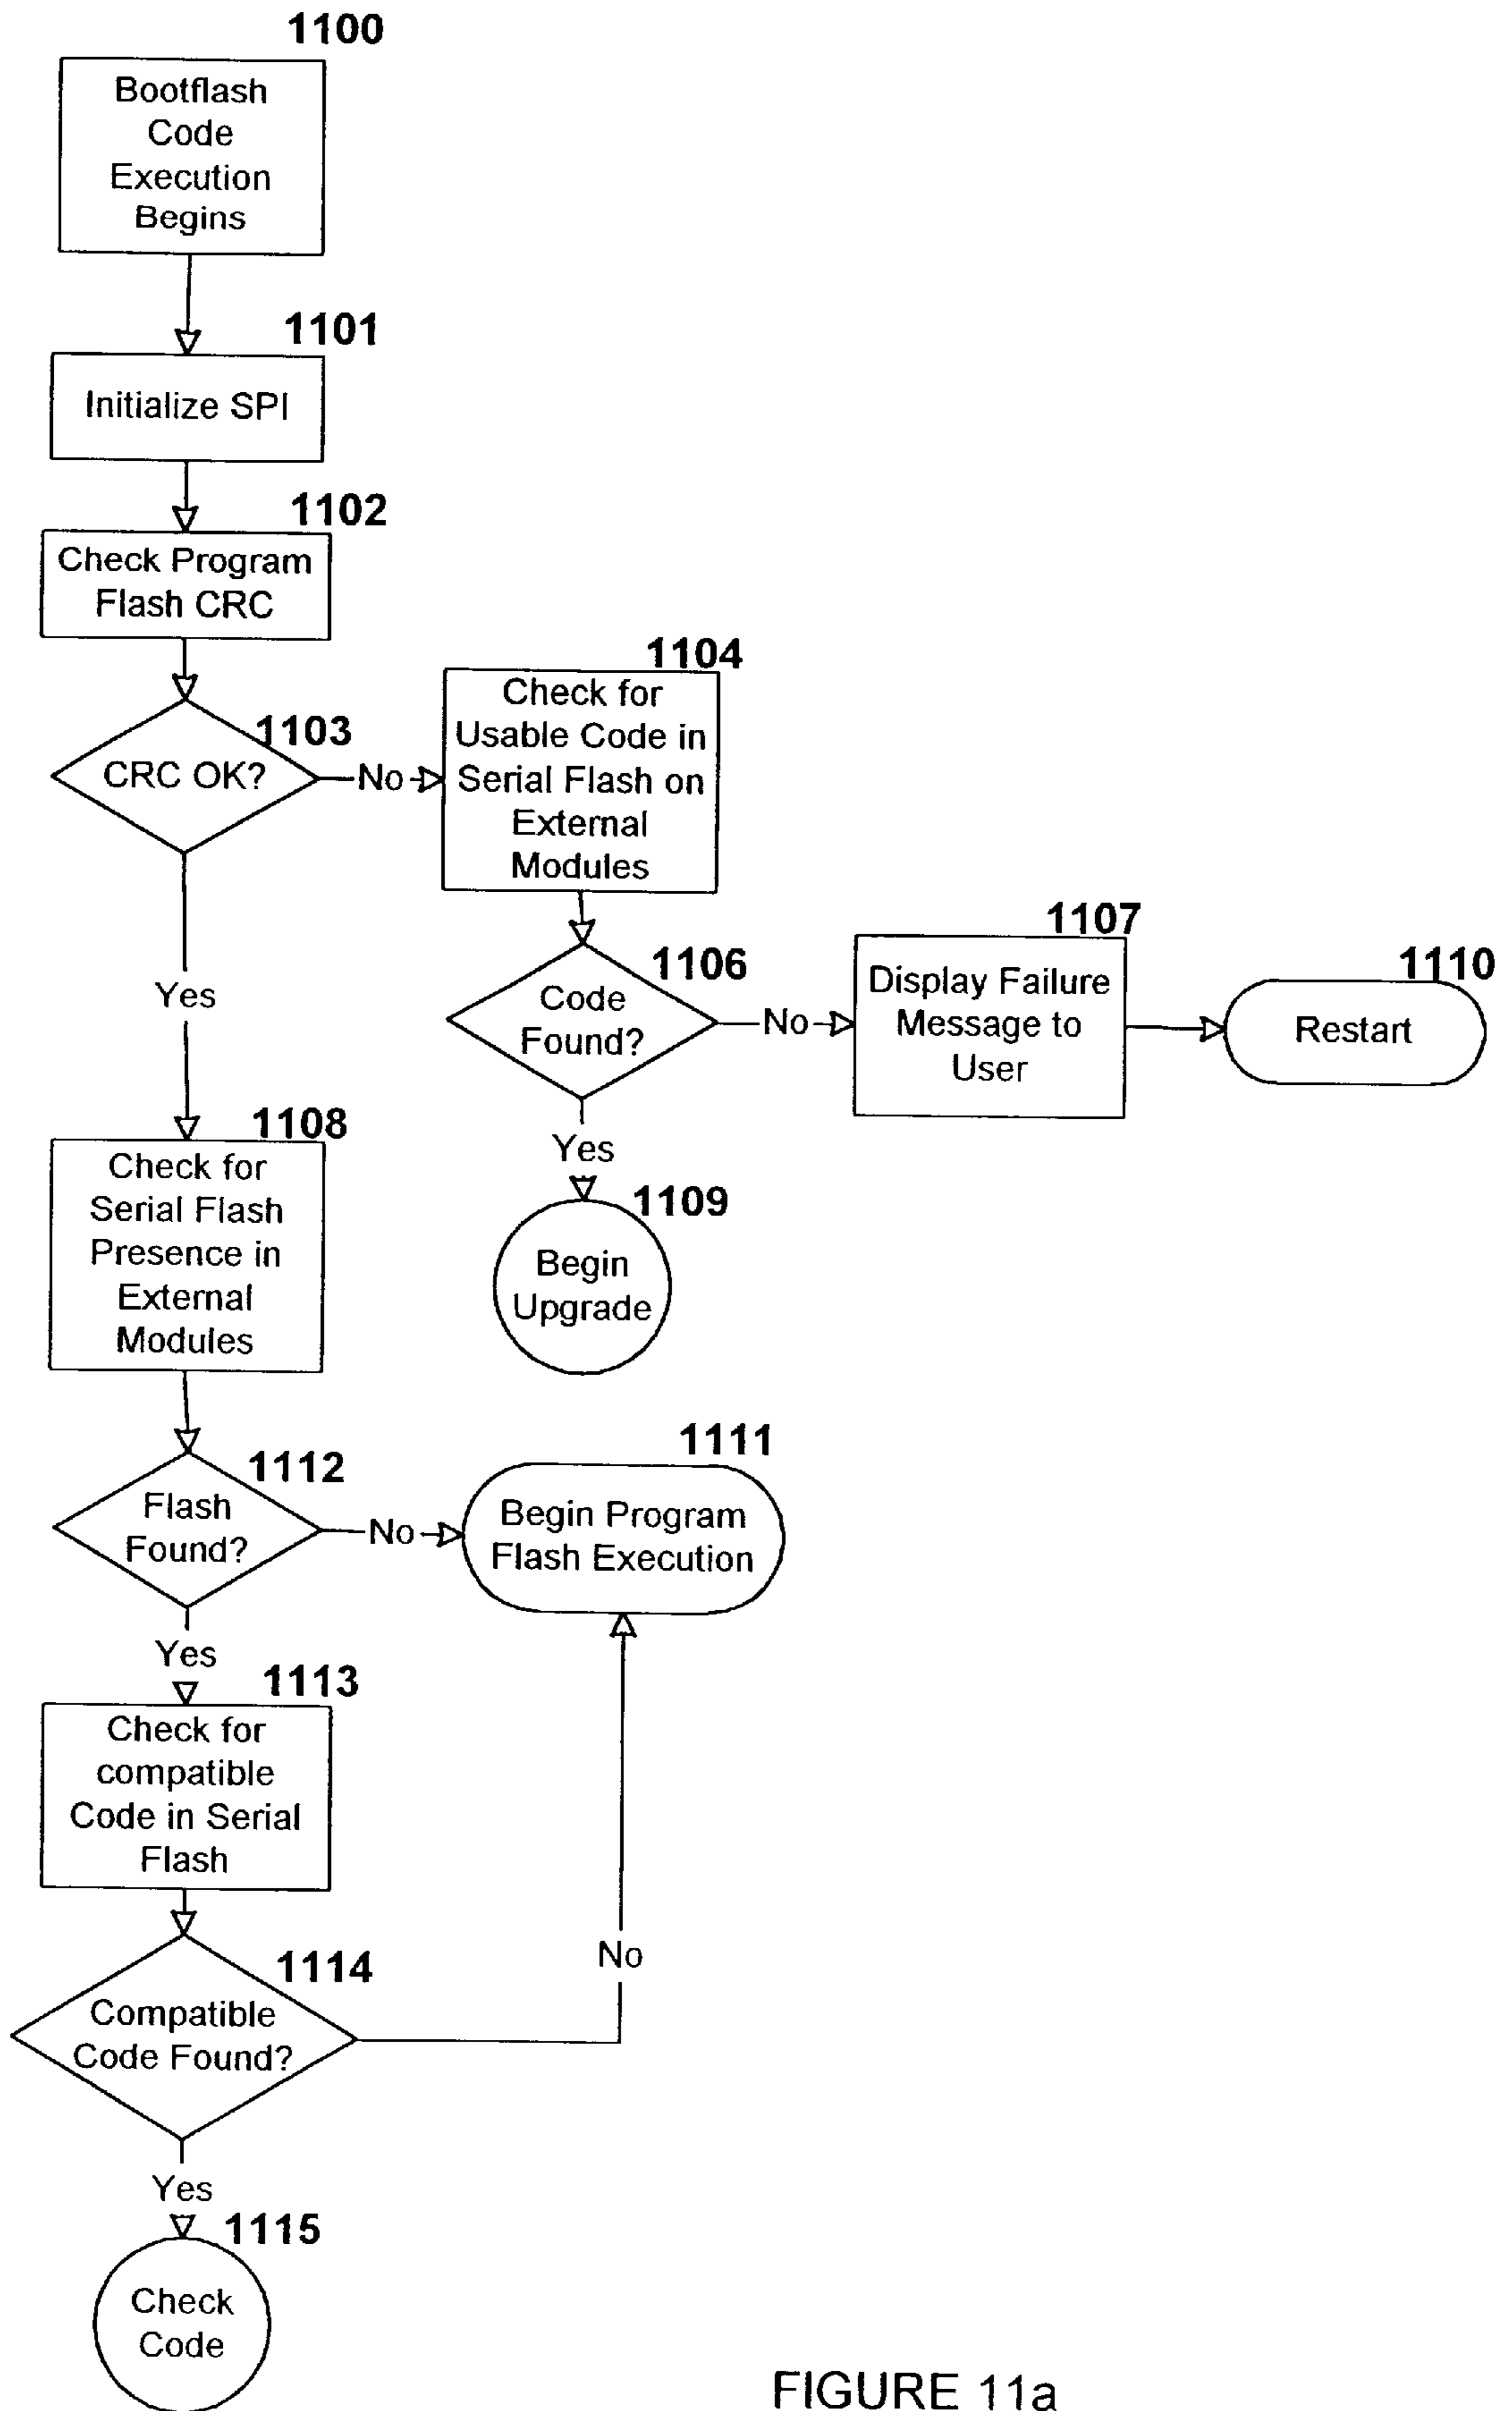 1100
Bootflash
Code
Execution
Begins
1101
Initialize SPI
1102
Check Program
Flash CRC
1103
CRC OK?
No
1104
Check for
Usable Code in
Serial Flash on
External
Modules
Yes
1106
Code
Found?
No
1107
Display Failure
Message to
User
1110
Restart
Yes
1109
Begin
Upgrade
1108
Check for
Serial Flash
Presence in
External
Modules
1112
Flash
Found?
No
1111
Begin Program
Flash Execution
Yes
1113
Check for
compatible
Code in Serial
Flash
1114
Compatible
Code Found?
No
Yes
1115
Check
Code
FIGURE 11a